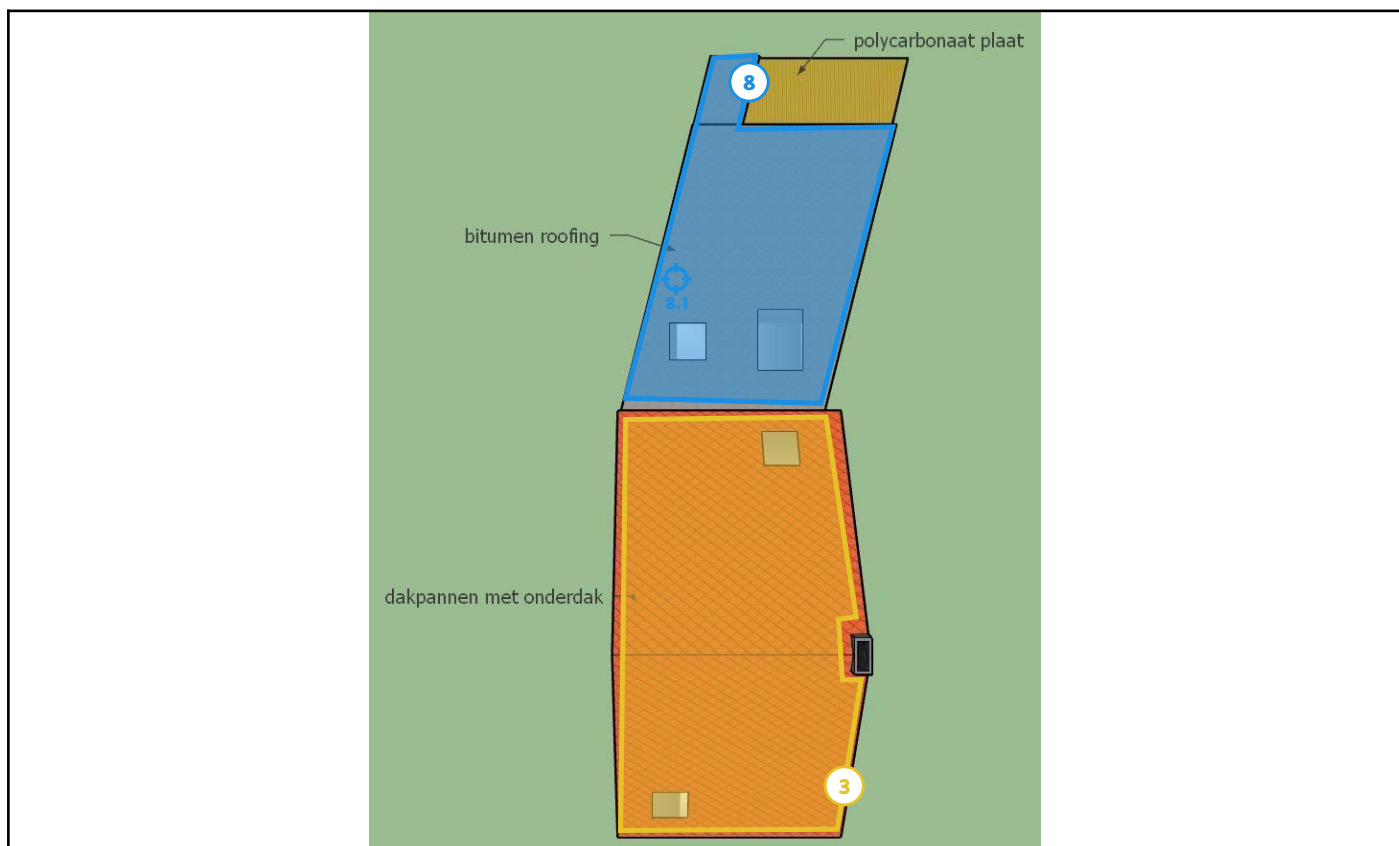 polycarbonaat plaat
8
bitumen roofing
8.1
dakpannen met onderdak
3